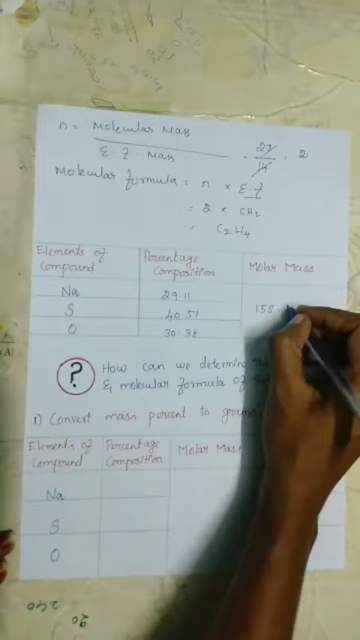 n = Molecular Mass
E. F. Mass
= 28
14
= 2
Molecular formula = n × E.F
= 2 × CH2
= C2H4
Elements of Compound Percentage Composition Molar Mass
Na 29.11
S 40.51 158
O 30.38
? How can we determine
& molecular formula of
1) Convert mass percent to grams
Elements of Compound Percentage Composition Molar Mass
Na
S
O